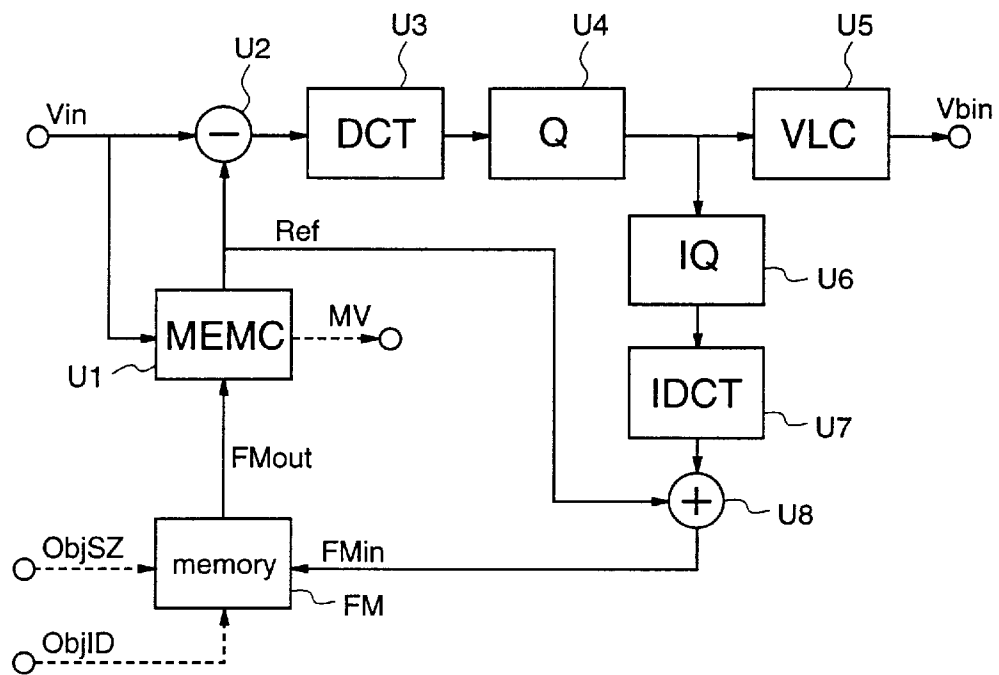 U2
U3
U4
U5
Vin
−
DCT
Q
VLC
Vbin
Ref
IQ
U6
MEMC
MV
U1
IDCT
U7
FMout
+
U8
ObjSZ
memory
FMin
FM
ObjID